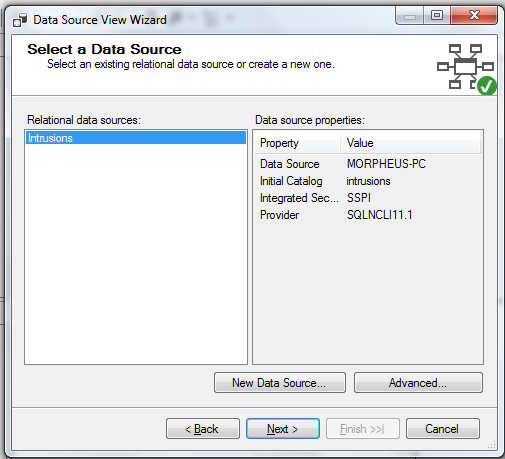 Data Source View Wizard
Select a Data Source
Select an existing relational data source or create a new one.
Relational data sources:
Intrusions
Data source properties:
Property Value
Data Source MORPHEUS-PC
Initial Catalog intrusions
Integrated Sec... SSPI
Provider SQLNCLI11.1
New Data Source...
Advanced...
< Back
Next >
Finish >>|
Cancel